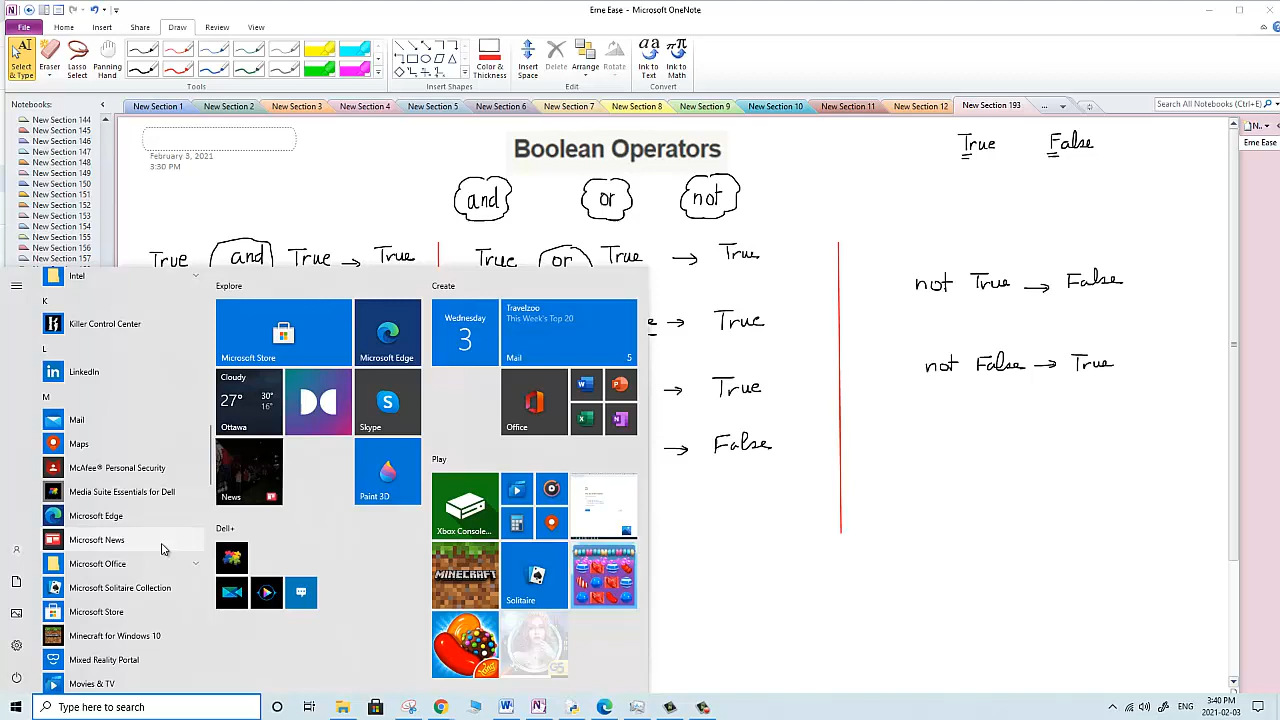 Erne Ease - Microsoft OneNote
File Home Insert Share Draw Review View
Select & Type
Eraser
Lasso Select
Panning Hand
Color & Thickness
Insert Space
Delete
Arrange
Rotate
Ink to Text
Ink to Math
Tools Insert Shapes Edit Convert
Notebooks:
New Section 1 New Section 2 New Section 3 New Section 4 New Section 5 New Section 6 New Section 7 New Section 8 New Section 9 New Section 10 New Section 11 New Section 12 New Section 193 ...
Search All Notebooks (Ctrl+E)
N...
Erne Ease
New Section 144
New Section 145
New Section 146
New Section 147
New Section 148
New Section 149
New Section 150
New Section 151
New Section 152
New Section 153
New Section 154
New Section 155
New Section 156
New Section 157
February 3, 2021
3:30 PM
Boolean Operators
True False
and or not
True and True → True
True or True → True
→ True
→ True
→ False
not True → False
not False → True
Intel
K
Killer Control Center
L
LinkedIn
M
Mail
Maps
McAfee® Personal Security
Media Suite Essentials for Dell
Microsoft Edge
Microsoft News
Microsoft Office
Microsoft Solitaire Collection
Microsoft Store
Minecraft for Windows 10
Mixed Reality Portal
Movies & TV
Explore
Microsoft Store
Microsoft Edge
Cloudy
27° 30° 16°
Ottawa
Skype
News
Paint 3D
Dell+
Create
Wednesday
3
Travelzoo
This Week's Top 20
Mail 5
Office
Play
Xbox Console...
MINECRAFT
Solitaire
Type here to search
ENG
3:40 PM
2021-02-03